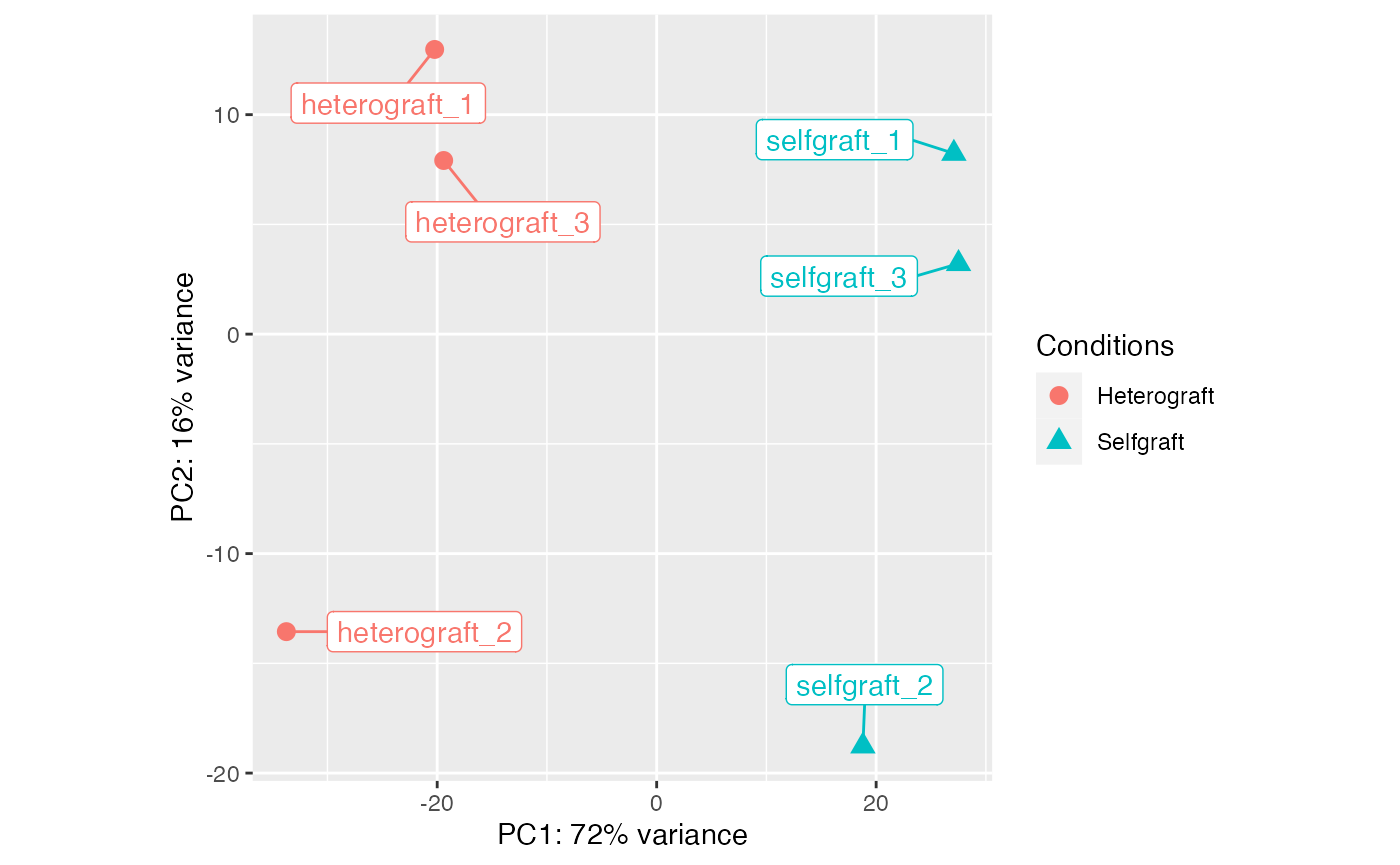 heterograft_1
10
selfgraft_1
heterograft_3
selfgraft_3
0
PC2: 16% variance
Conditions
Heterograft
Selfgraft
-10
heterograft_2
selfgraft_2
-20
-20 0 20
PC1: 72% variance